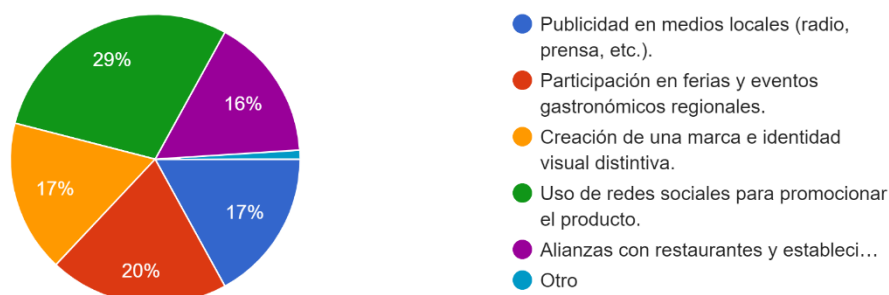 29%
16%
17%
17%
20%
Publicidad en medios locales (radio,
prensa, etc.).
Participación en ferias y eventos
gastronómicos regionales.
Creación de una marca e identidad
visual distintiva.
Uso de redes sociales para promocionar
el producto.
Alianzas con restaurantes y estableci…
Otro